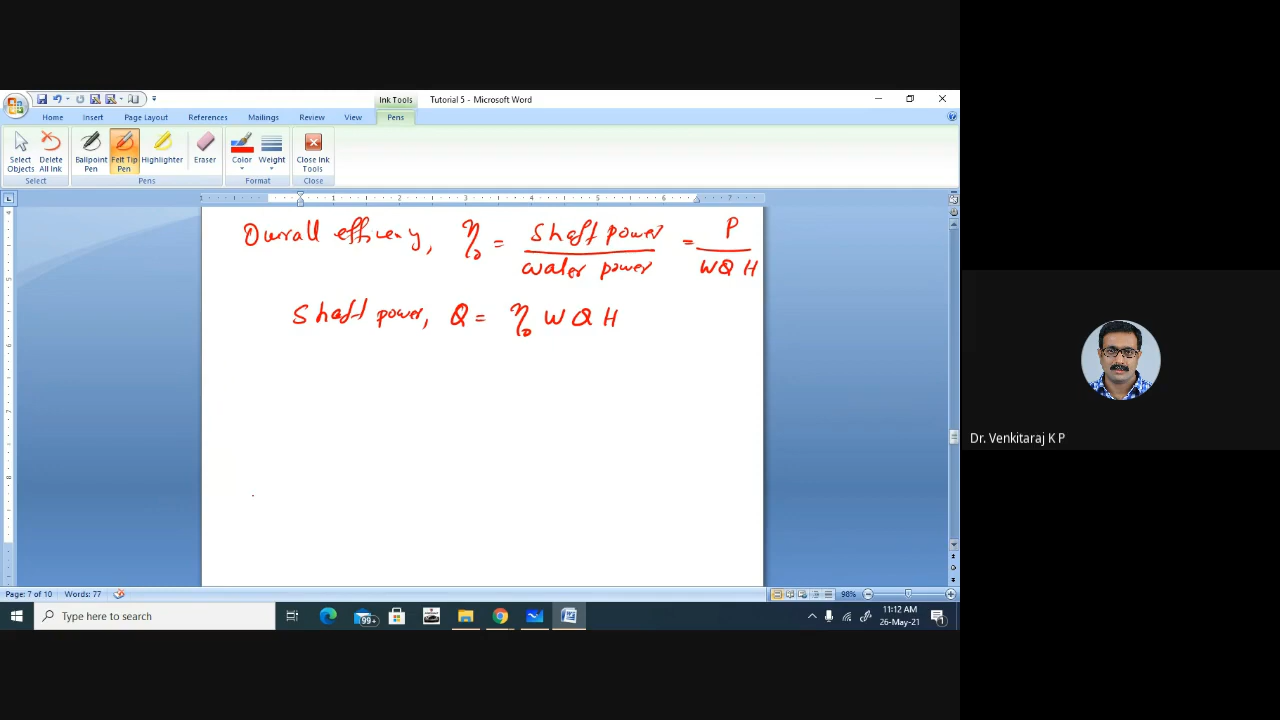 Ink Tools Tutorial 5 - Microsoft Word
Home Insert Page Layout References Mailings Review View Pens
Select Objects Delete All Ink Ballpoint Pen Felt Tip Pen Highlighter Eraser Color Weight Close Ink Tools
Select Pens Format Close
Overall efficiency, η₀ = Shaft power / water power = P / WQH
Shaft power, Q = η₀ WQH
Dr. Venkitaraj K P
Page: 7 of 10 Words: 77 98%
Type here to search 99+ 11:12 AM
26-May-21 1